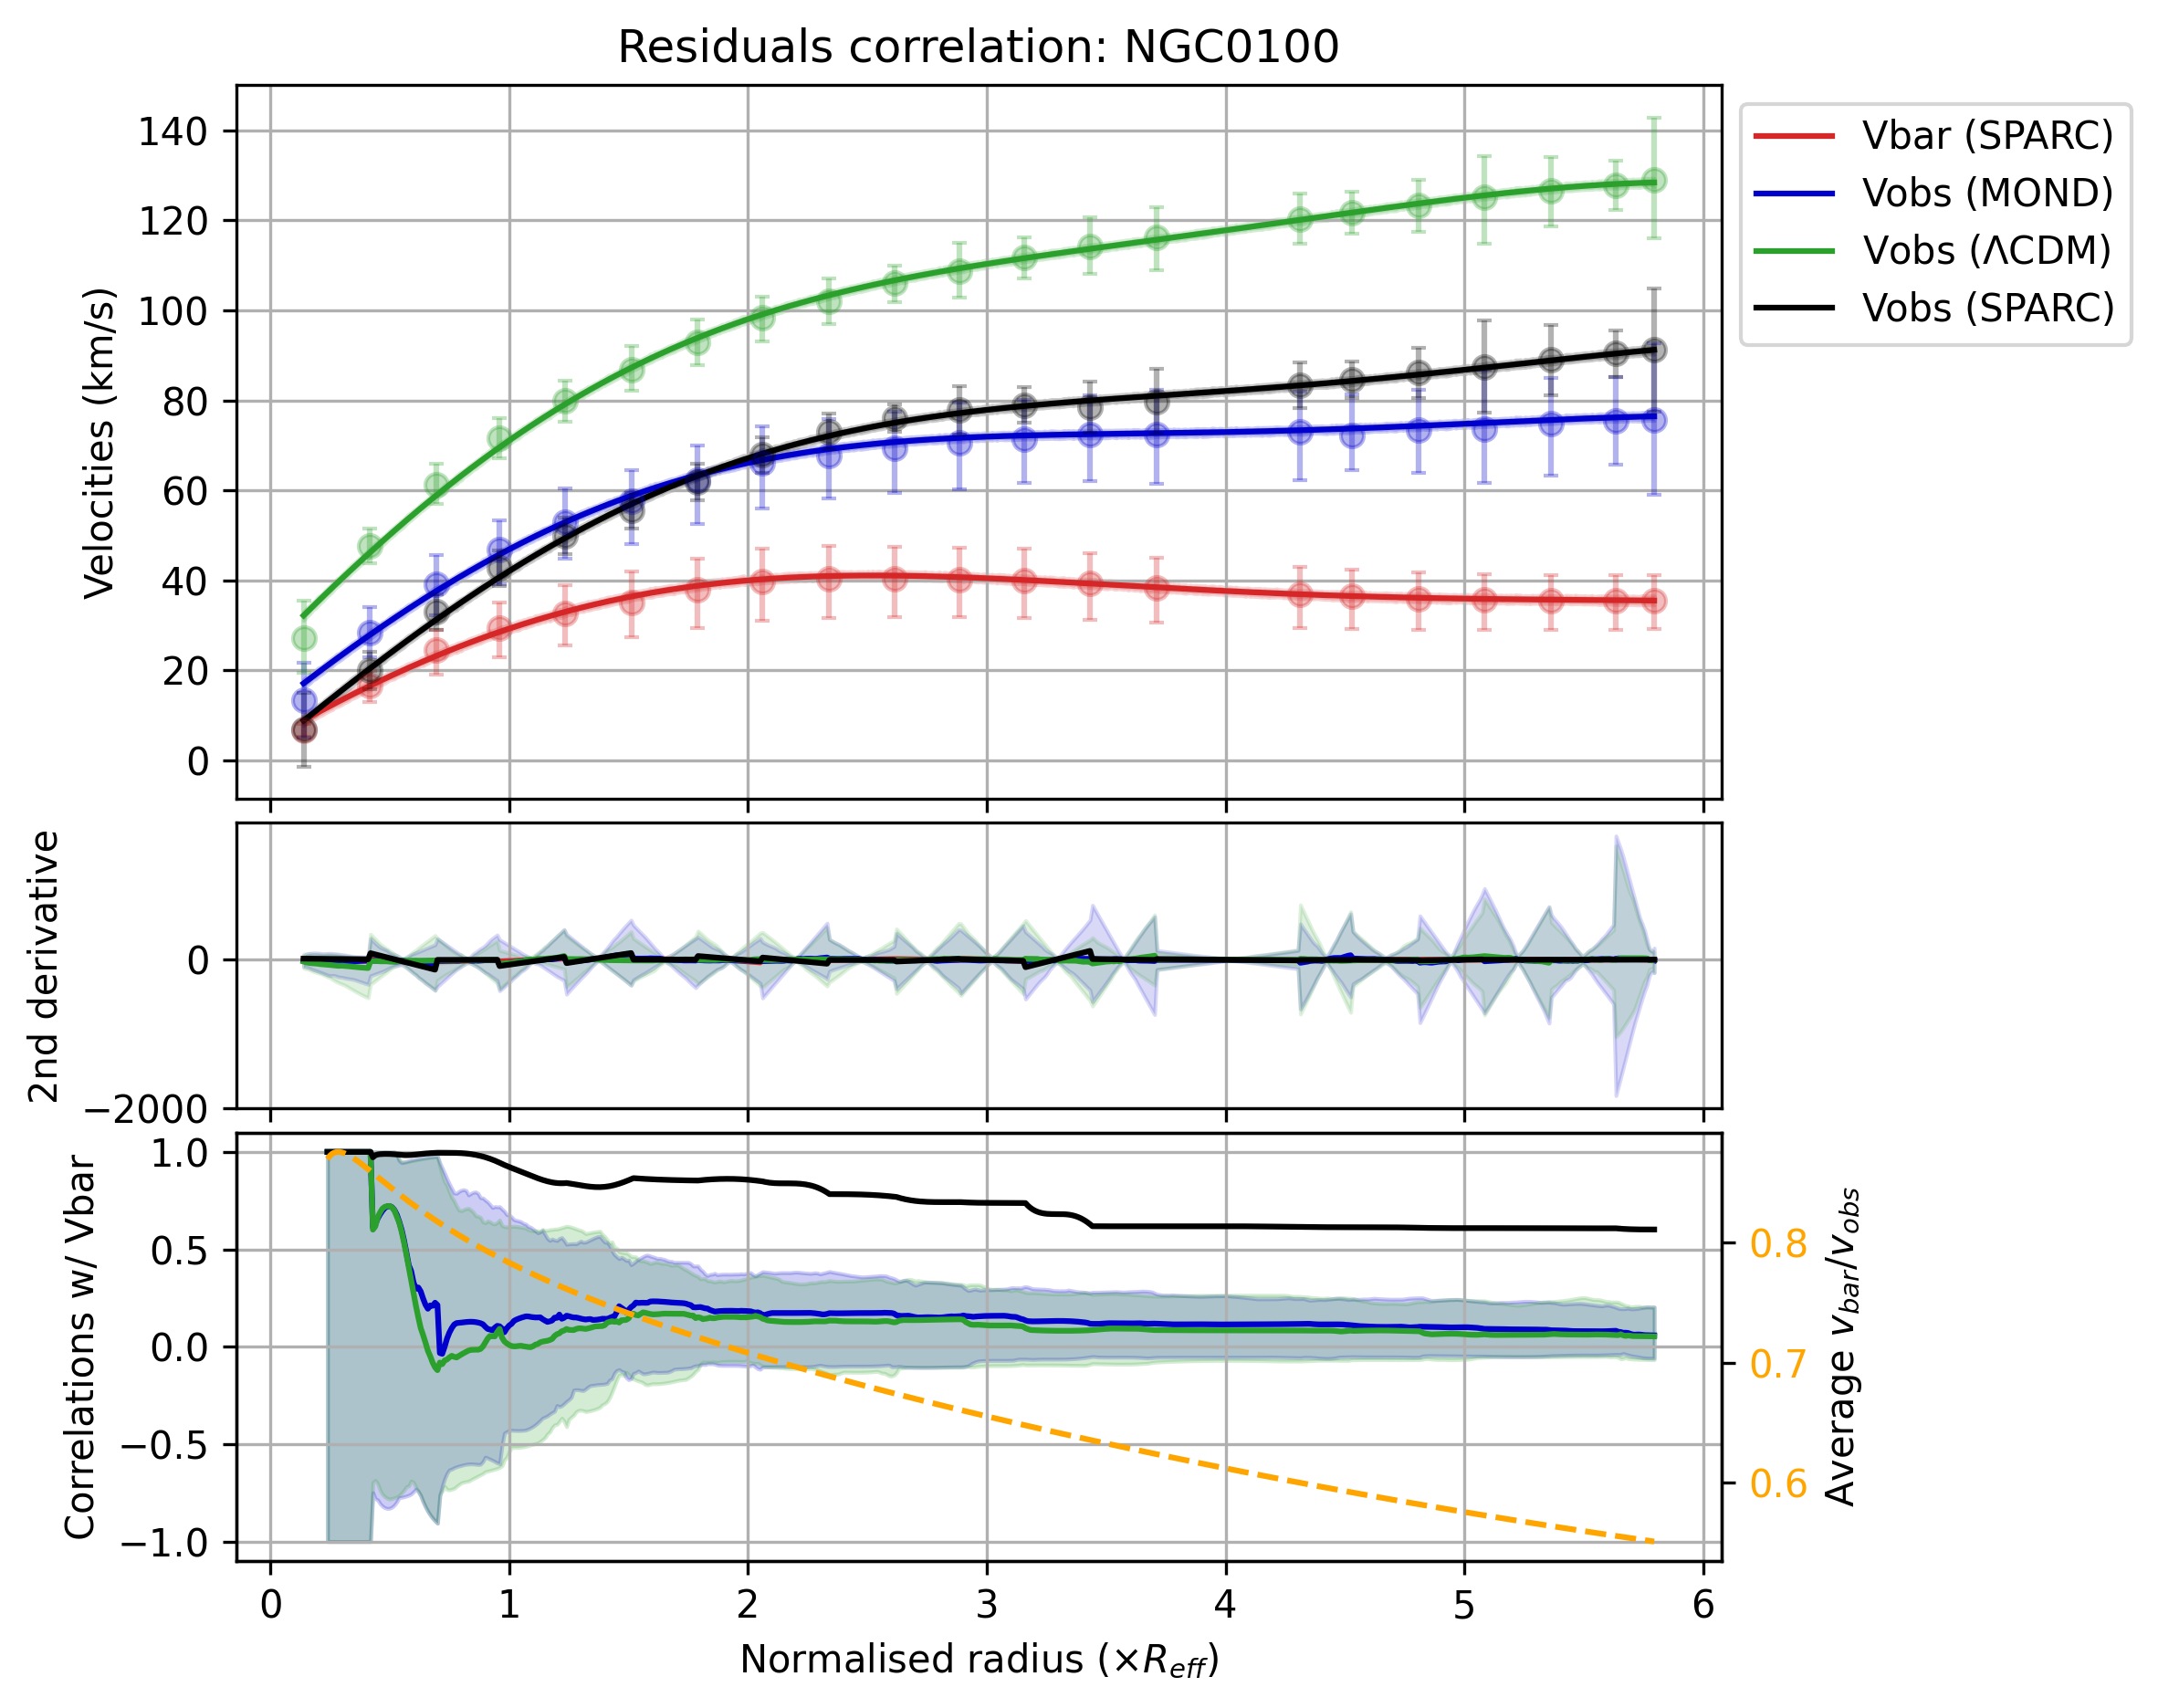 Residuals correlation: NGC0100
Velocities (km/s)
140
120
100
80
60
40
20
0
Vbar (SPARC)
Vobs (MOND)
Vobs (ΛCDM)
Vobs (SPARC)
2nd derivative
0
−2000
Correlations w/ Vbar
1.0
0.5
0.0
−0.5
−1.0
0.8
0.7
0.6
Average v_bar/v_obs
0 1 2 3 4 5 6
Normalised radius (×R_eff)